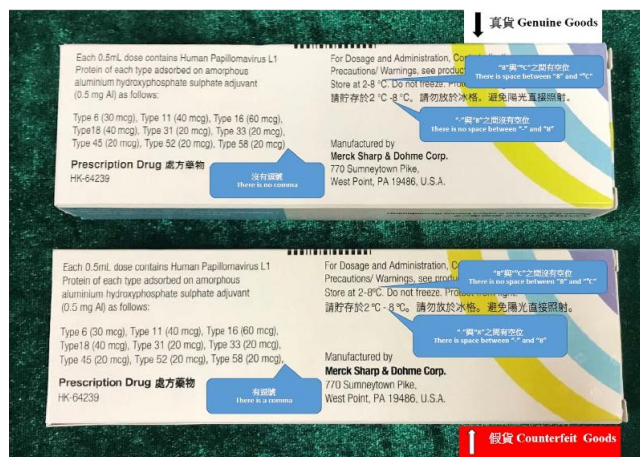 真貨 Genuine Goods
Each 0.5mL dose contains Human Papillomavirus L1
Protein of each type adsorbed on amorphous
aluminium hydroxyphosphate sulphate adjuvant
(0.5 mg Al) as follows:
Type 6 (30 mcg), Type 11 (40 mcg), Type 16 (60 mcg)
Type18 (40 mcg), Type 31 (20 mcg), Type 33 (20 mcg)
Type 45 (20 mcg), Type 52 (20 mcg), Type 58 (20 mcg)
Prescription Drug 處方藥物
HK-64239
沒有逗號
There is no comma
For Dosage and Administration,
Precautions/ Warnings, see
Store at 2-8 °C. Do not freeze.
請貯存於2 °C -8 °C。請勿放於冰格。避免陽光直接照射。
"8"與"°C"之間有空位
There is space between "8" and "°C"
"-"與"8"之間沒有空位
There is no space between "-" and "8"
Manufactured by
Merck Sharp & Dohme Corp.
770 Sumneytown Pike,
West Point, PA 19486, U.S.A.
Each 0.5mL dose contains Human Papillomavirus L1
Protein of each type adsorbed on amorphous
aluminium hydroxyphosphate sulphate adjuvant
(0.5 mg Al) as follows:
Type 6 (30 mcg), Type 11 (40 mcg), Type 16 (60 mcg),
Type18 (40 mcg), Type 31 (20 mcg), Type 33 (20 mcg),
Type 45 (20 mcg), Type 52 (20 mcg), Type 58 (20 mcg),
Prescription Drug 處方藥物
HK-64239
有逗號
There is a comma
For Dosage and Administration,
Precautions/ Warnings, see
Store at 2-8°C. Do not freeze.
請貯存於2 °C - 8 °C。請勿放於冰格。避免陽光直接照射。
"8"與"°C"之間沒有空位
There is no space between "8" and "°C"
"-"與"8"之間有空位
There is space between "-" and "8"
Manufactured by
Merck Sharp & Dohme Corp.
770 Sumneytown Pike,
West Point, PA 19486, U.S.A.
假貨 Counterfeit Goods